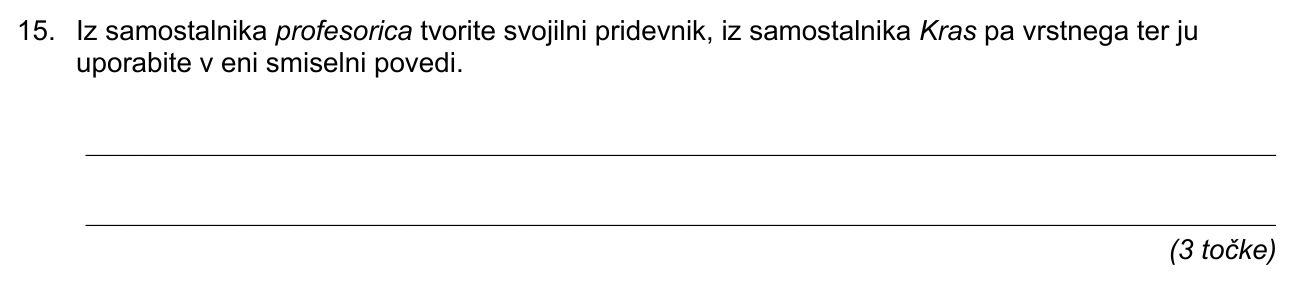 15. Iz samostalnika profesorica tvorite svojilni pridevnik, iz samostalnika Kras pa vrstnega ter ju
uporabite v eni smiselni povedi.
(3 točke)